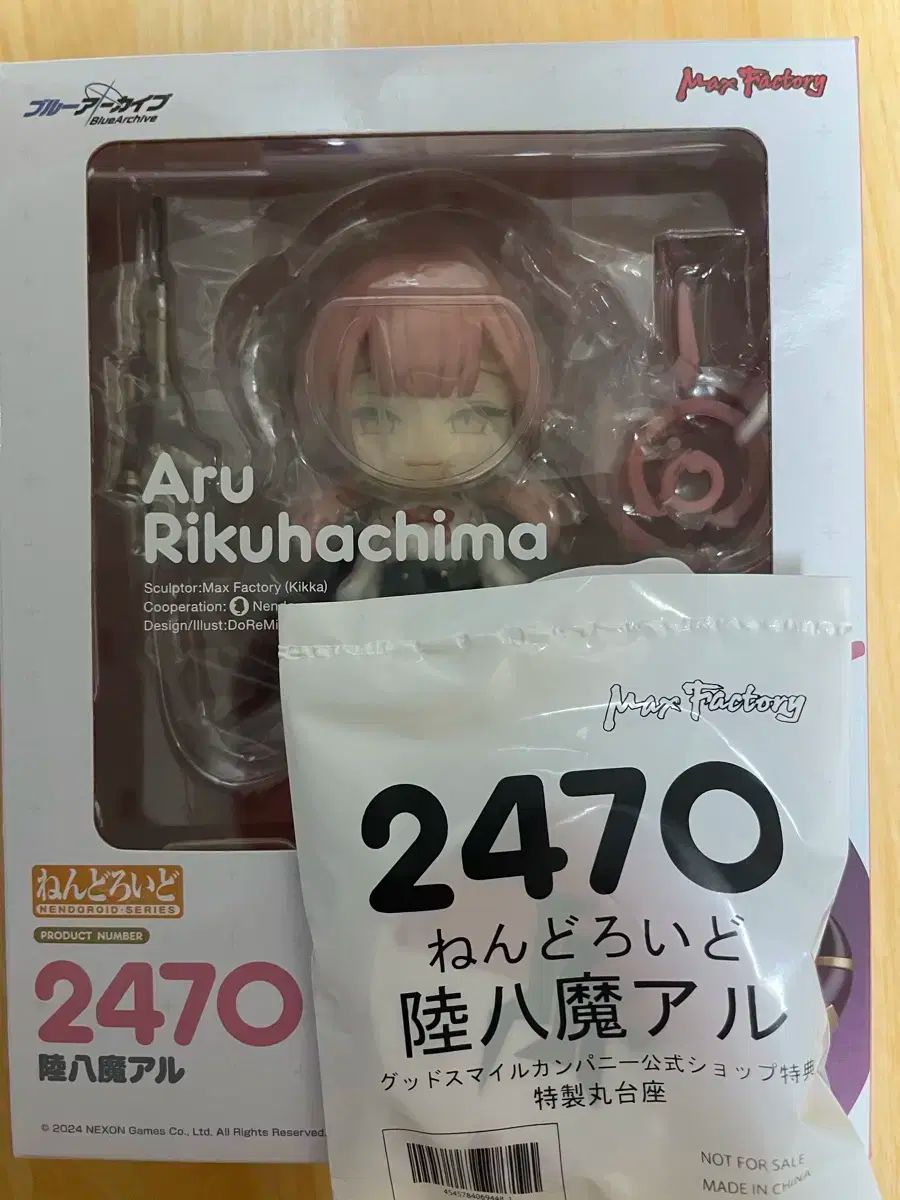 ブルーアーカイブ
BlueArchive
Max Factory
Aru
Rikuhachima
Sculptor:Max Factory (Kikka)
Cooperation:
Design/Illust:DoReMi
ねんどろいど
NENDOROID SERIES
PRODUCT NUMBER
2470
陸八魔アル
© 2024 NEXON Games Co., Ltd. All Rights Reserved.
Max Factory
2470
ねんどろいど
陸八魔アル
グッドスマイルカンパニー公式ショップ特典
特製丸台座
NOT FOR SALE
MADE IN CHINA